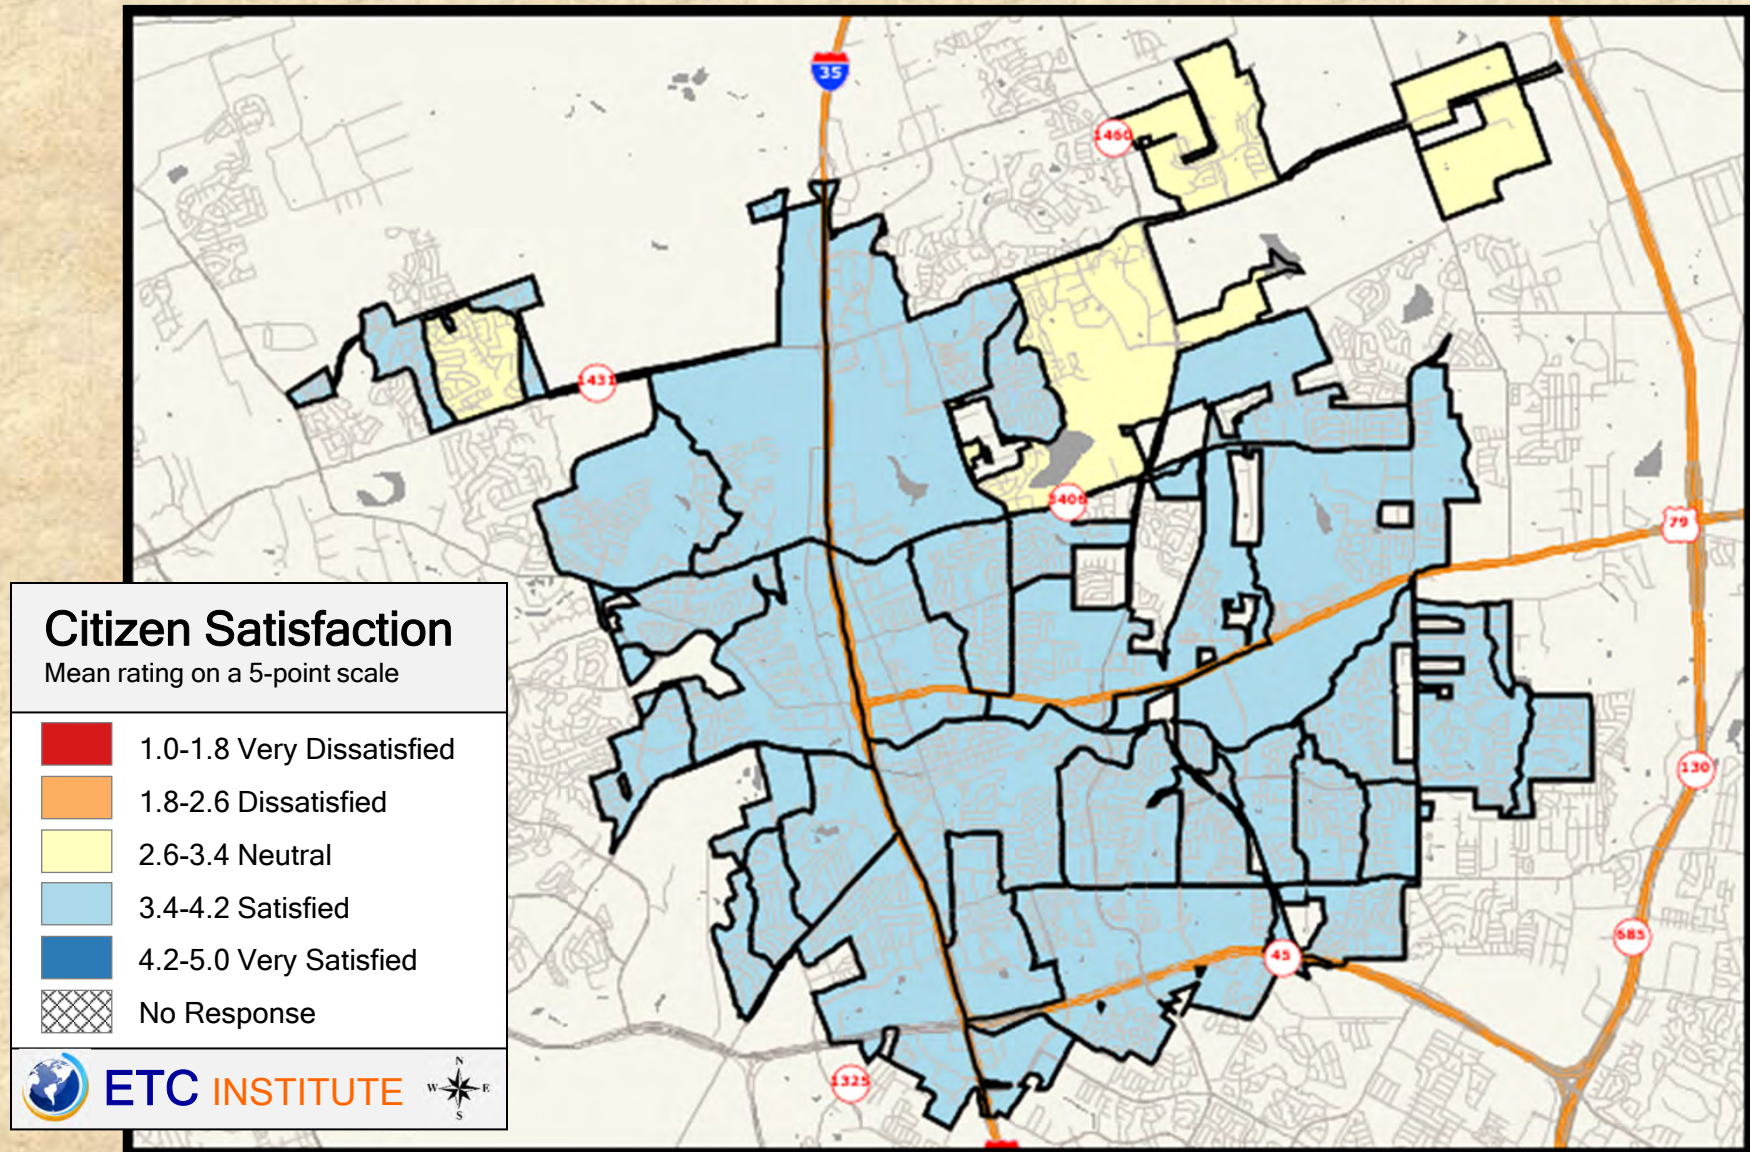 35
1460
1431
3406
79
130
685
45
1325
Citizen Satisfaction
Mean rating on a 5-point scale
1.0-1.8 Very Dissatisfied
1.8-2.6 Dissatisfied
2.6-3.4 Neutral
3.4-4.2 Satisfied
4.2-5.0 Very Satisfied
No Response
ETC INSTITUTE
N
W E
S